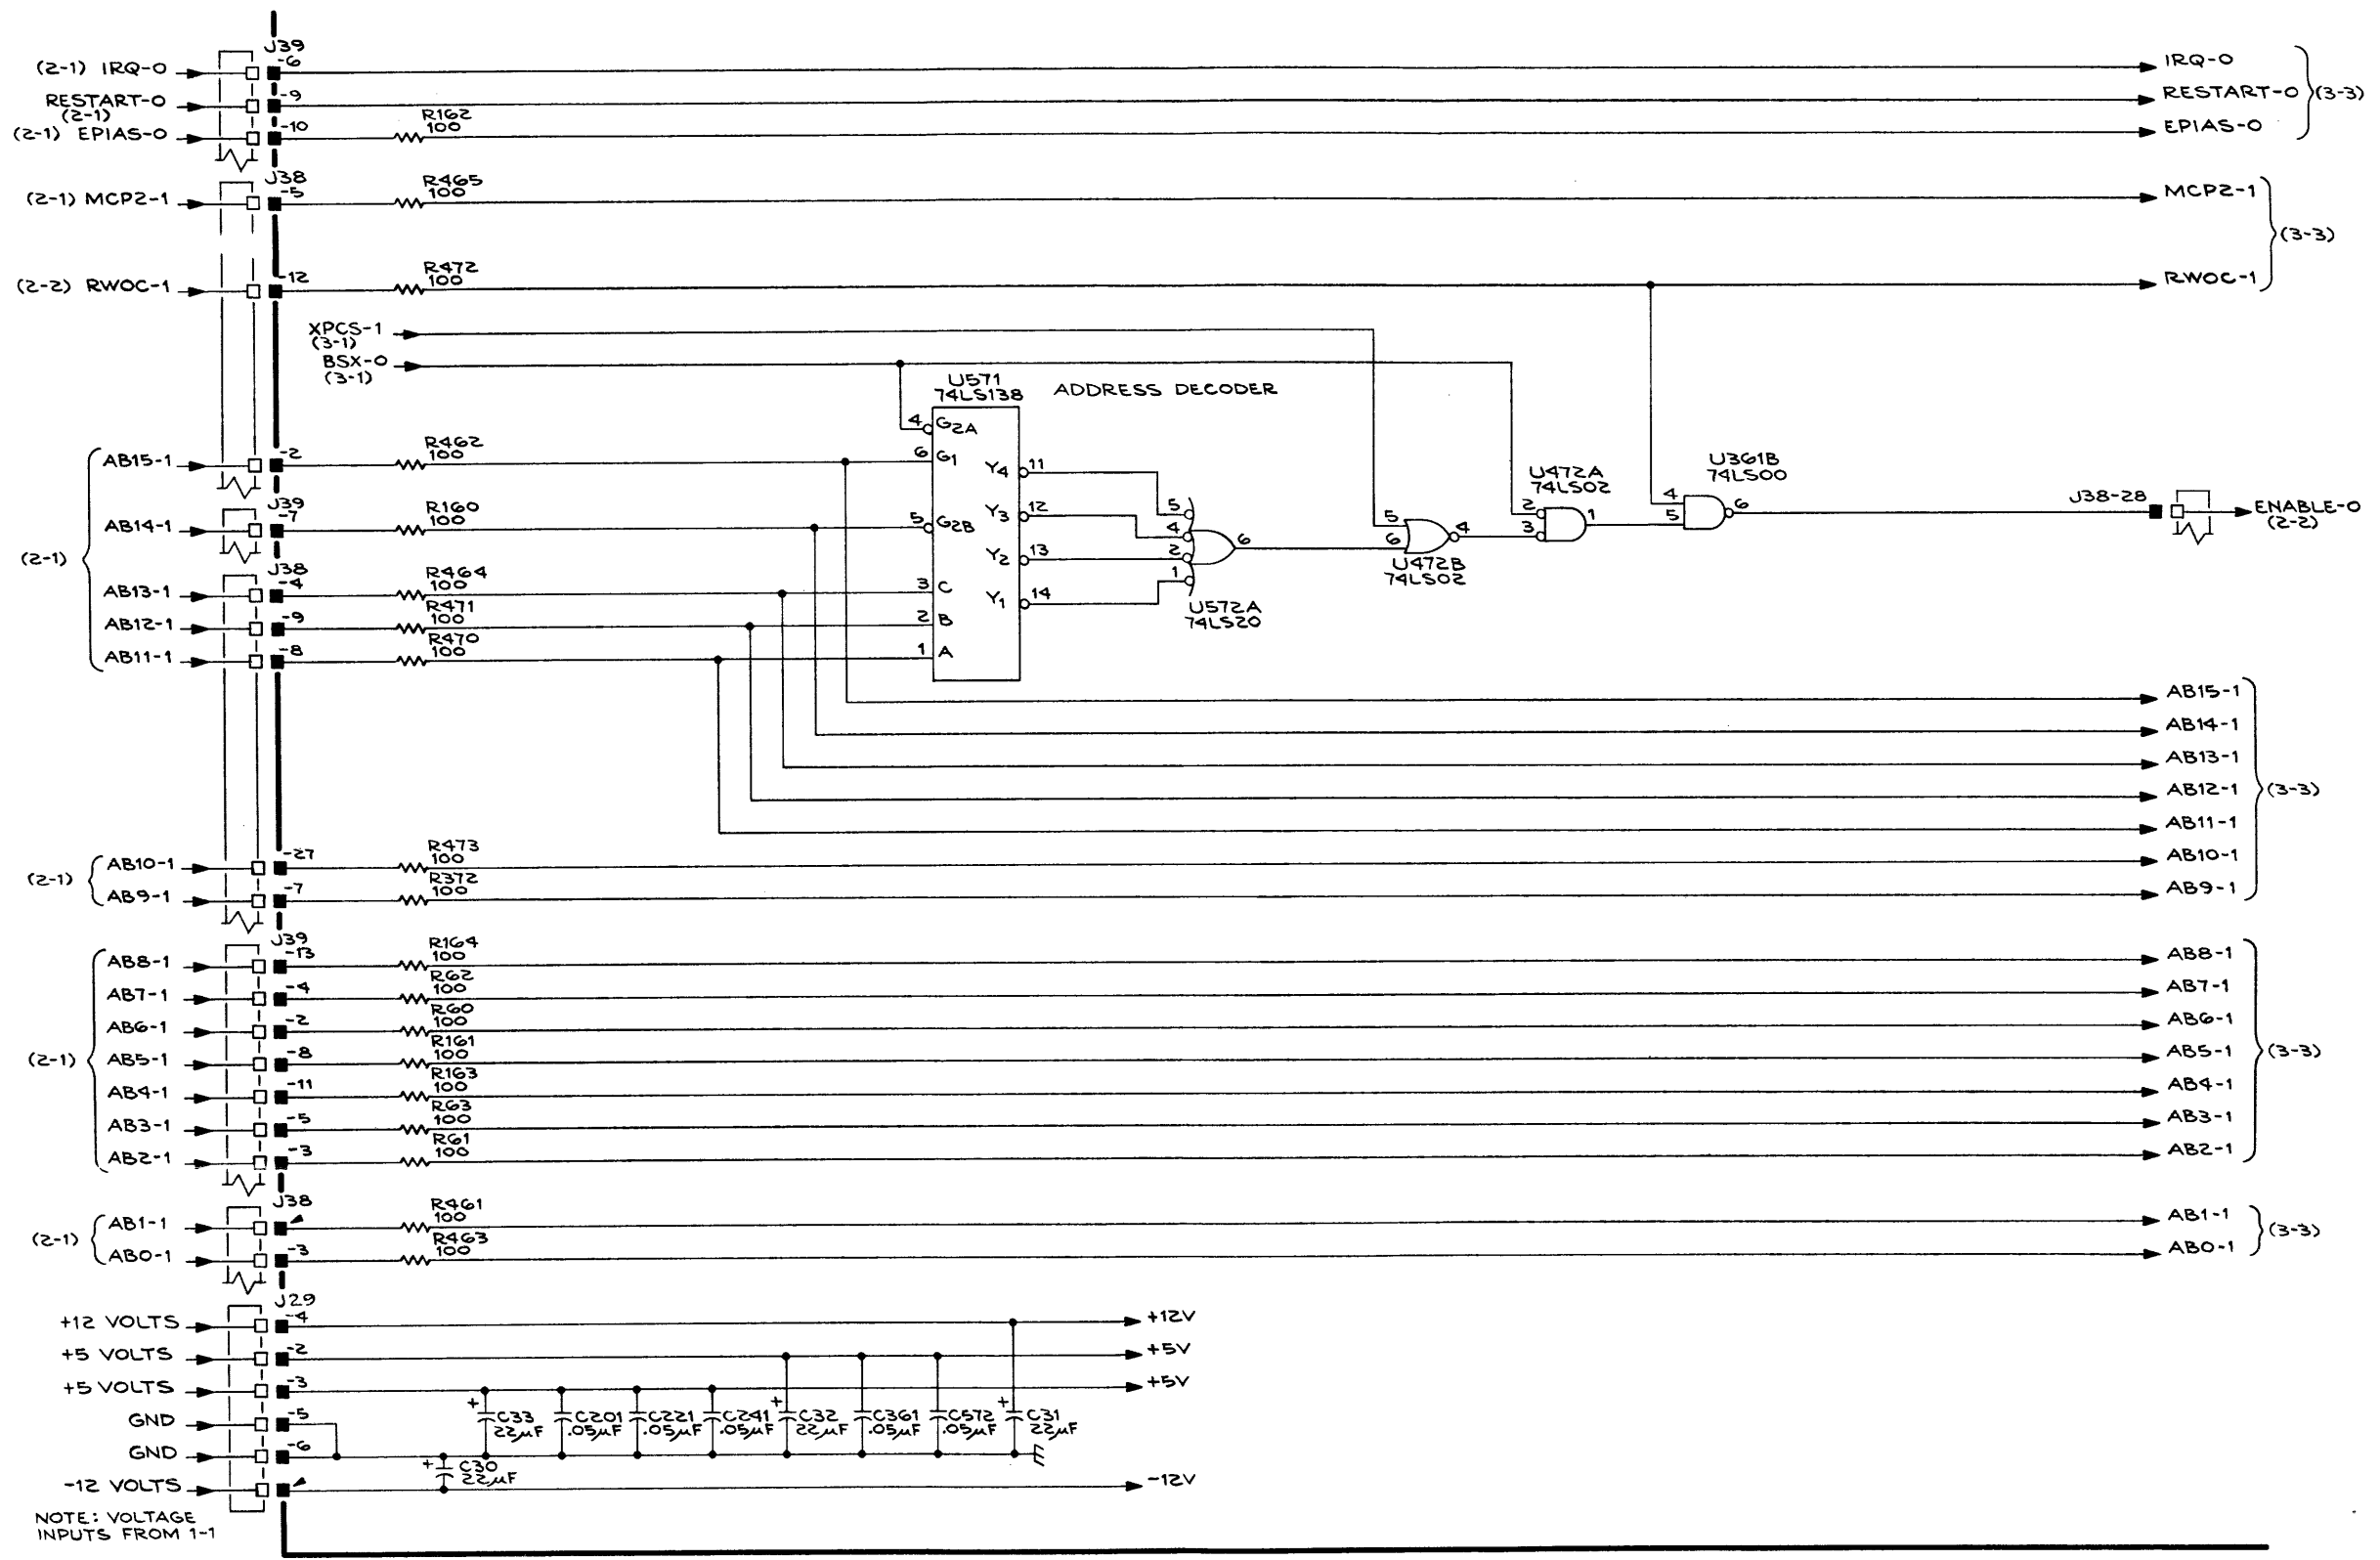 J39
(2-1) IRQ-0
-6
IRQ-0
RESTART-0
(2-1)
-9
RESTART-0
(3-3)
(2-1) EPIAS-0
-10
R162
100
EPIAS-0
J38
(2-1) MCP2-1
-5
R465
100
MCP2-1
(3-3)
(2-2) RWOC-1
-12
R472
100
RWOC-1
XPCS-1
(3-1)
BSX-0
(3-1)
U571
74LS138
ADDRESS DECODER
4
G2A
6
G1
5
G2B
3
C
2
B
1
A
Y4
11
Y3
12
Y2
13
Y1
14
5
4
2
1
6
U572A
74LS20
5
6
4
U472B
74LS02
U472A
74LS02
2
3
1
U361B
74LS00
4
5
6
J38-28
ENABLE-0
(2-2)
(2-1)
AB15-1
-2
R462
100
J39
AB14-1
-7
R160
100
J38
AB13-1
-4
R464
100
AB12-1
-9
R471
100
AB11-1
-8
R470
100
AB15-1
AB14-1
AB13-1
AB12-1
AB11-1
AB10-1
AB9-1
(3-3)
(2-1)
AB10-1
-27
R473
100
AB9-1
-7
R372
100
J39
(2-1)
AB8-1
-13
R164
100
AB8-1
AB7-1
-4
R62
100
AB7-1
AB6-1
-2
R60
100
AB6-1
AB5-1
-8
R161
100
AB5-1
(3-3)
AB4-1
-11
R163
100
AB4-1
AB3-1
-5
R63
100
AB3-1
AB2-1
-3
R61
100
AB2-1
J38
(2-1)
AB1-1
R461
100
AB1-1
(3-3)
AB0-1
-3
R463
100
AB0-1
J29
+12 VOLTS
-4
+12V
+5 VOLTS
-2
+5V
+5 VOLTS
-3
+5V
GND
-5
GND
-6
-12 VOLTS
-12V
+
C33
22µF
C201
.05µF
C221
.05µF
C241
.05µF
+
C32
22µF
C361
.05µF
C572
.05µF
+
C31
22µF
+
C30
22µF
NOTE: VOLTAGE
INPUTS FROM 1-1